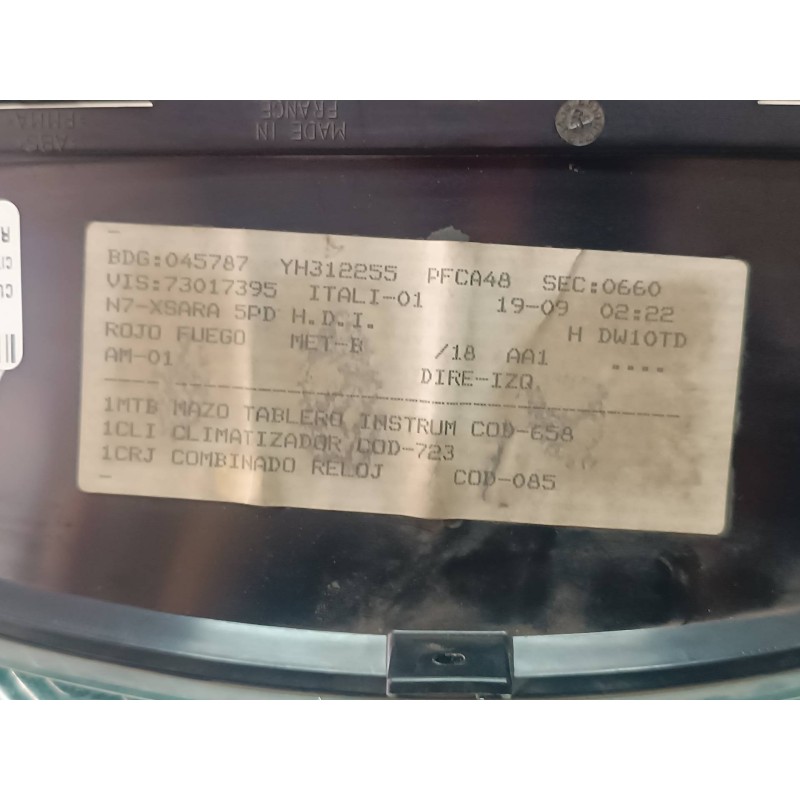 MADE IN
FRANCE
BDG:045787 YH312255 PFCA48 SEC:0660
VIS:73017395 ITALI-01 19-09 02:22
N7-XSARA 5PD H.D.I. H DW10TD
ROJO FUEGO MET-B /18 AA1 ....
AM-01 DIRE-IZQ.
1MTB MAZO TABLERO INSTRUM COD-658
1CLI CLIMATIZADOR COD-723
1CRJ COMBINADO RELOJ COD-085